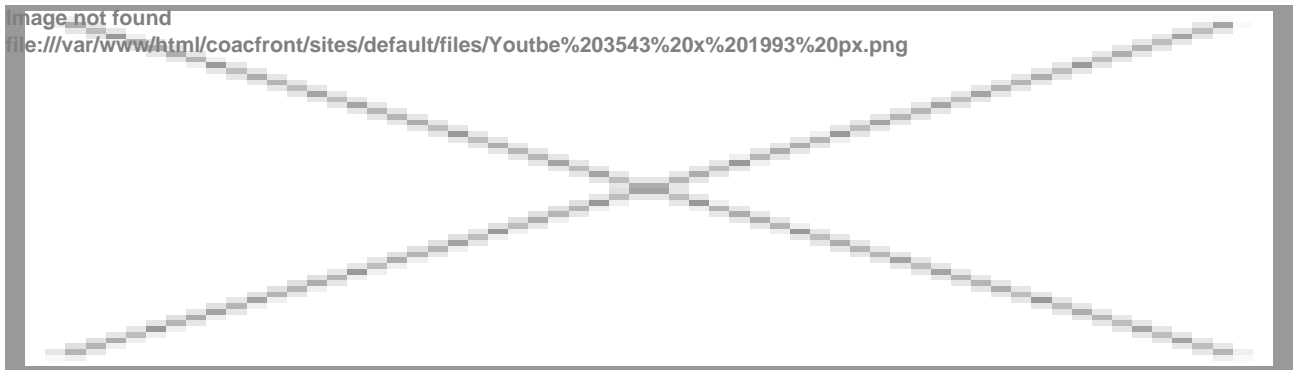 Image not found
file:///var/www/html/coacfront/sites/default/files/Youtbe%203543%20x%201993%20px.png